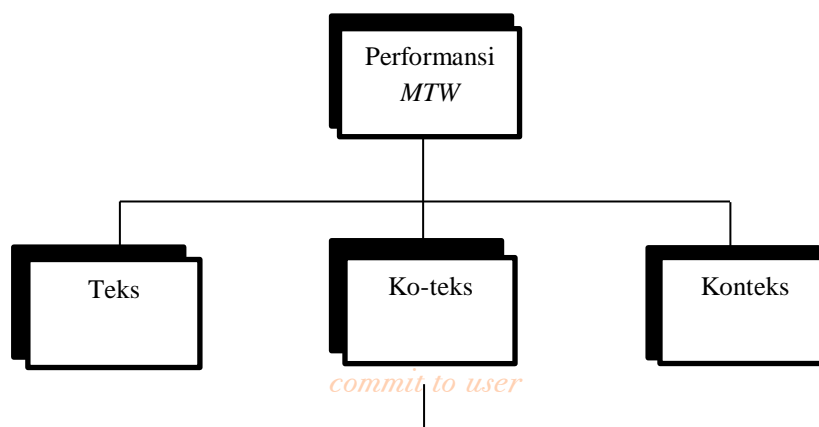 Performansi
MTW
Teks
Ko-teks
Konteks
commit to user